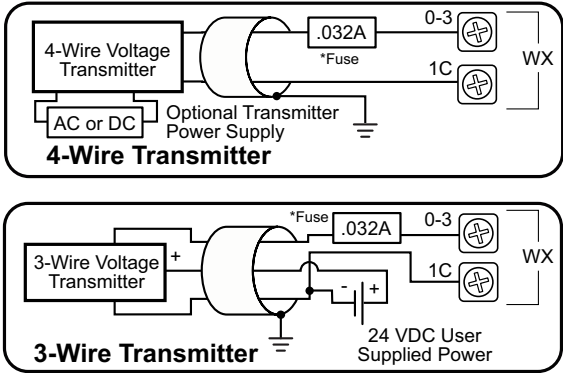 4-Wire Voltage
Transmitter
.032A
*Fuse
0-3
1C
WX
AC or DC
Optional Transmitter
Power Supply
4-Wire Transmitter
*Fuse
.032A
0-3
3-Wire Voltage
Transmitter
+
1C
WX
- +
24 VDC User
Supplied Power
3-Wire Transmitter